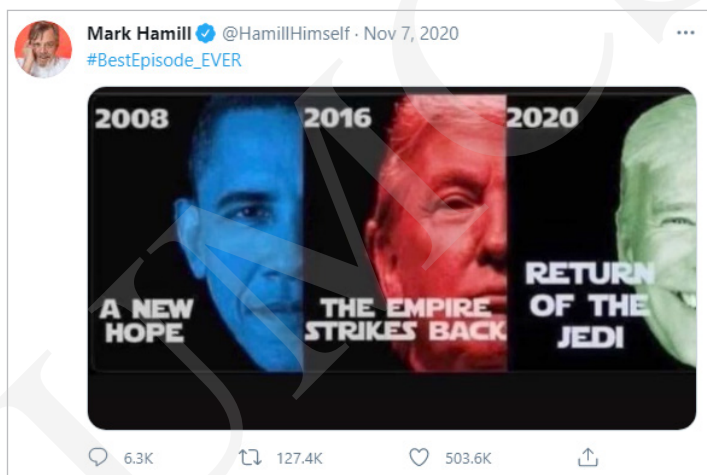 Mark Hamill @HamillHimself · Nov 7, 2020
#BestEpisode_EVER
2008
A NEW
HOPE
2016
THE EMPIRE
STRIKES BACK
2020
RETURN
OF THE
JEDI
6.3K 127.4K 503.6K